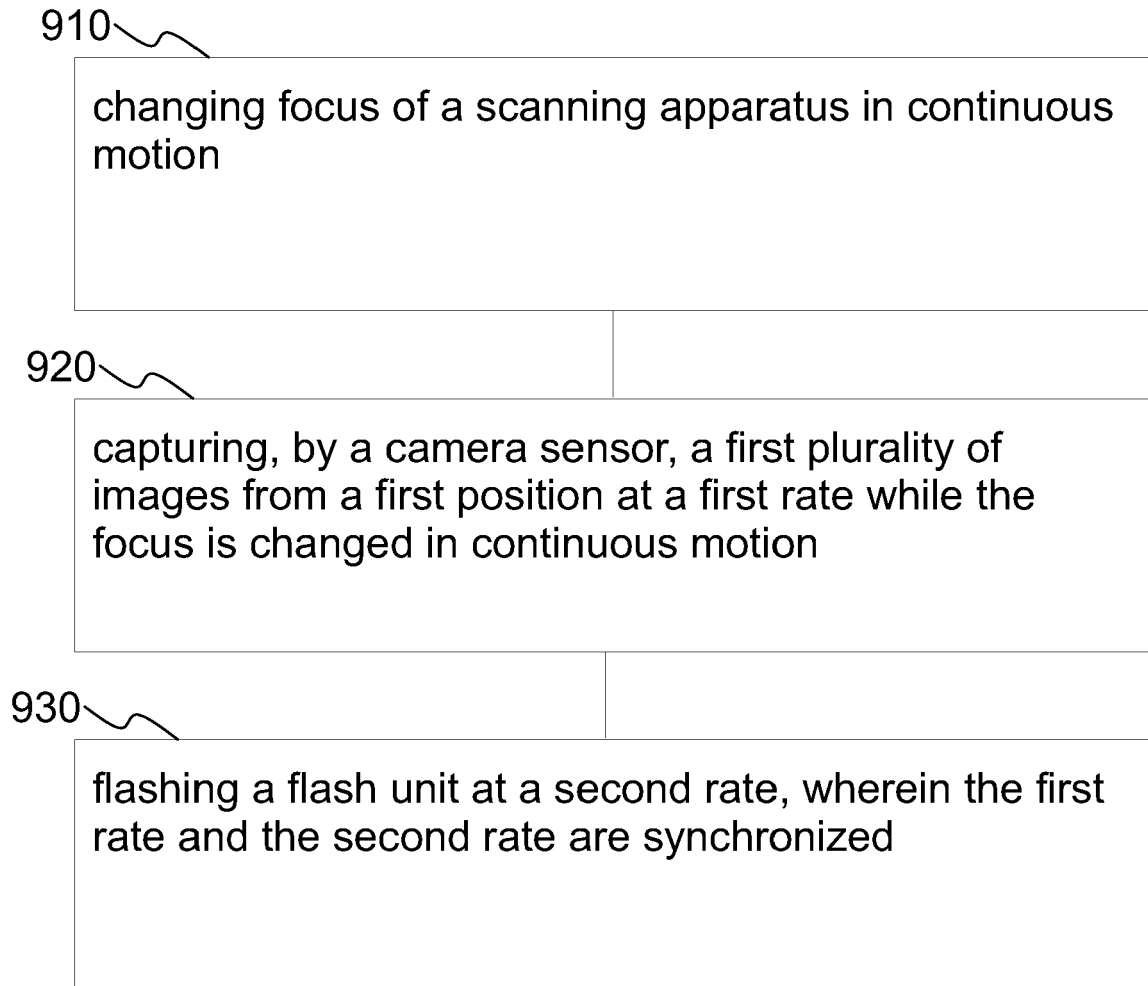 910
changing focus of a scanning apparatus in continuous
motion
920
capturing, by a camera sensor, a first plurality of
images from a first position at a first rate while the
focus is changed in continuous motion
930
flashing a flash unit at a second rate, wherein the first
rate and the second rate are synchronized